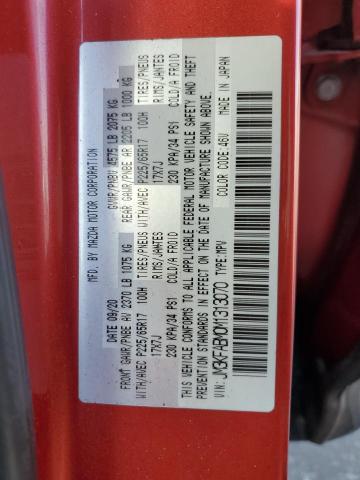 MFD. BY MAZDA MOTOR CORPORATION
DATE 09/20 GVWR/PNBV 4575 LB 2075 KG
FRONT GAWR/PNBE AV 2370 LB 1075 KG REAR GAWR/PNBE AR 2205 LB 1000 KG
WITH/AVEC P225/65R17 100H TIRES/PNEUS WITH/AVEC P225/65R17 100H TIRES/PNEUS
17X7J RIMS/JANTES 17X7J RIMS/JANTES
230 KPA/34 PSI COLD/A FROID 230 KPA/34 PSI COLD/A FROID
THIS VEHICLE CONFORMS TO ALL APPLICABLE FEDERAL MOTOR VEHICLE SAFETY AND THEFT
PREVENTION STANDARDS IN EFFECT ON THE DATE OF MANUFACTURE SHOWN ABOVE.
TYPE:MPV COLOR CODE:46V MADE IN JAPAN
VIN: JM3KFABM0M1313070